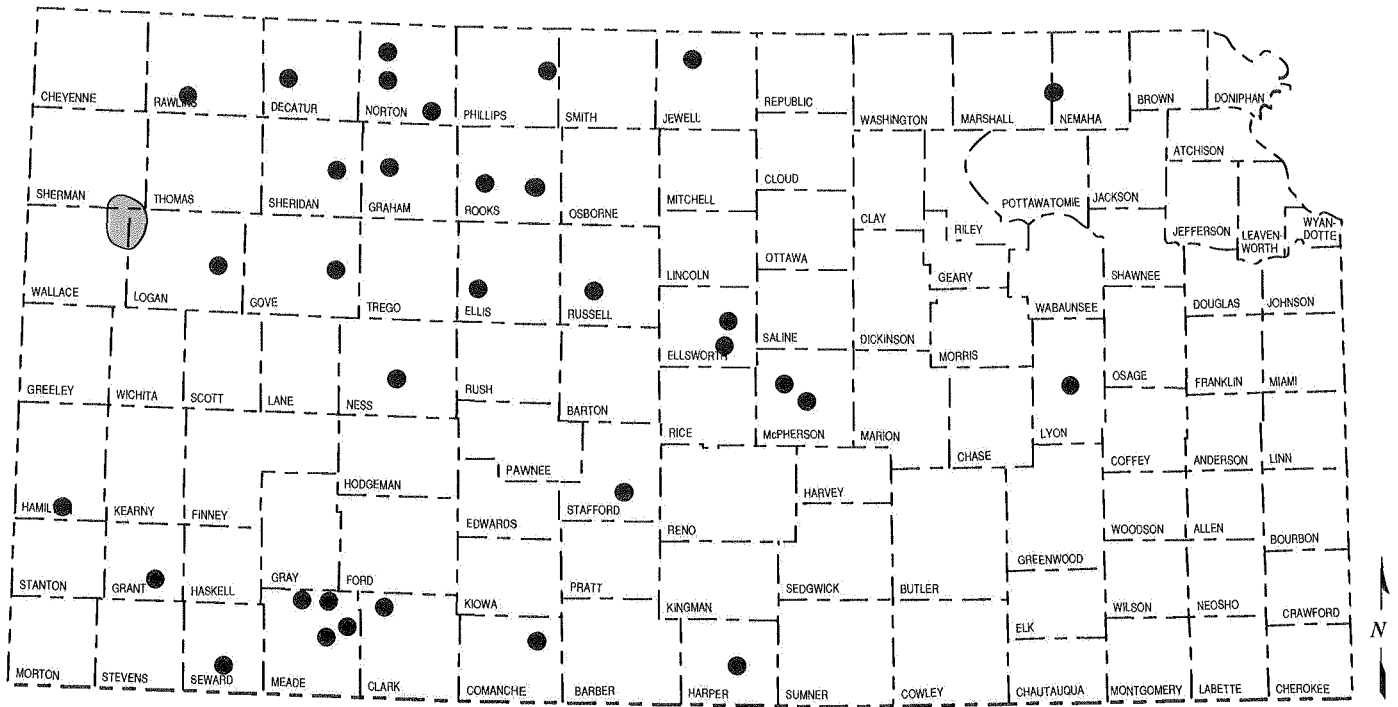 CHEYENNE
RAWLINS
DECATUR
NORTON
PHILLIPS
SMITH
JEWELL
REPUBLIC
WASHINGTON
MARSHALL
NEMAHA
BROWN
DONIPHAN
ATCHISON
SHERMAN
THOMAS
SHERIDAN
GRAHAM
ROOKS
OSBORNE
MITCHELL
CLOUD
CLAY
RILEY
POTTAWATOMIE
JACKSON
JEFFERSON
LEAVEN-
WORTH
WYAN-
DOTTE
WALLACE
LOGAN
GOVE
TREGO
ELLIS
RUSSELL
LINCOLN
OTTAWA
GEARY
WABAUNSEE
SHAWNEE
DOUGLAS
JOHNSON
GREELEY
WICHITA
SCOTT
LANE
NESS
RUSH
BARTON
ELLSWORTH
SALINE
DICKINSON
MORRIS
OSAGE
FRANKLIN
MIAMI
RICE
McPHERSON
MARION
CHASE
LYON
COFFEY
ANDERSON
LINN
HAMIL
KEARNY
FINNEY
HODGEMAN
PAWNEE
EDWARDS
STAFFORD
RENO
HARVEY
GREENWOOD
WOODSON
ALLEN
BOURBON
STANTON
GRANT
HASKELL
GRAY
FORD
KIOWA
PRATT
KINGMAN
SEDGWICK
BUTLER
ELK
WILSON
NEOSHO
CRAWFORD
MORTON
STEVENS
SEWARD
MEADE
CLARK
COMANCHE
BARBER
HARPER
SUMNER
COWLEY
CHAUTAUQUA
MONTGOMERY
LABETTE
CHEROKEE
N